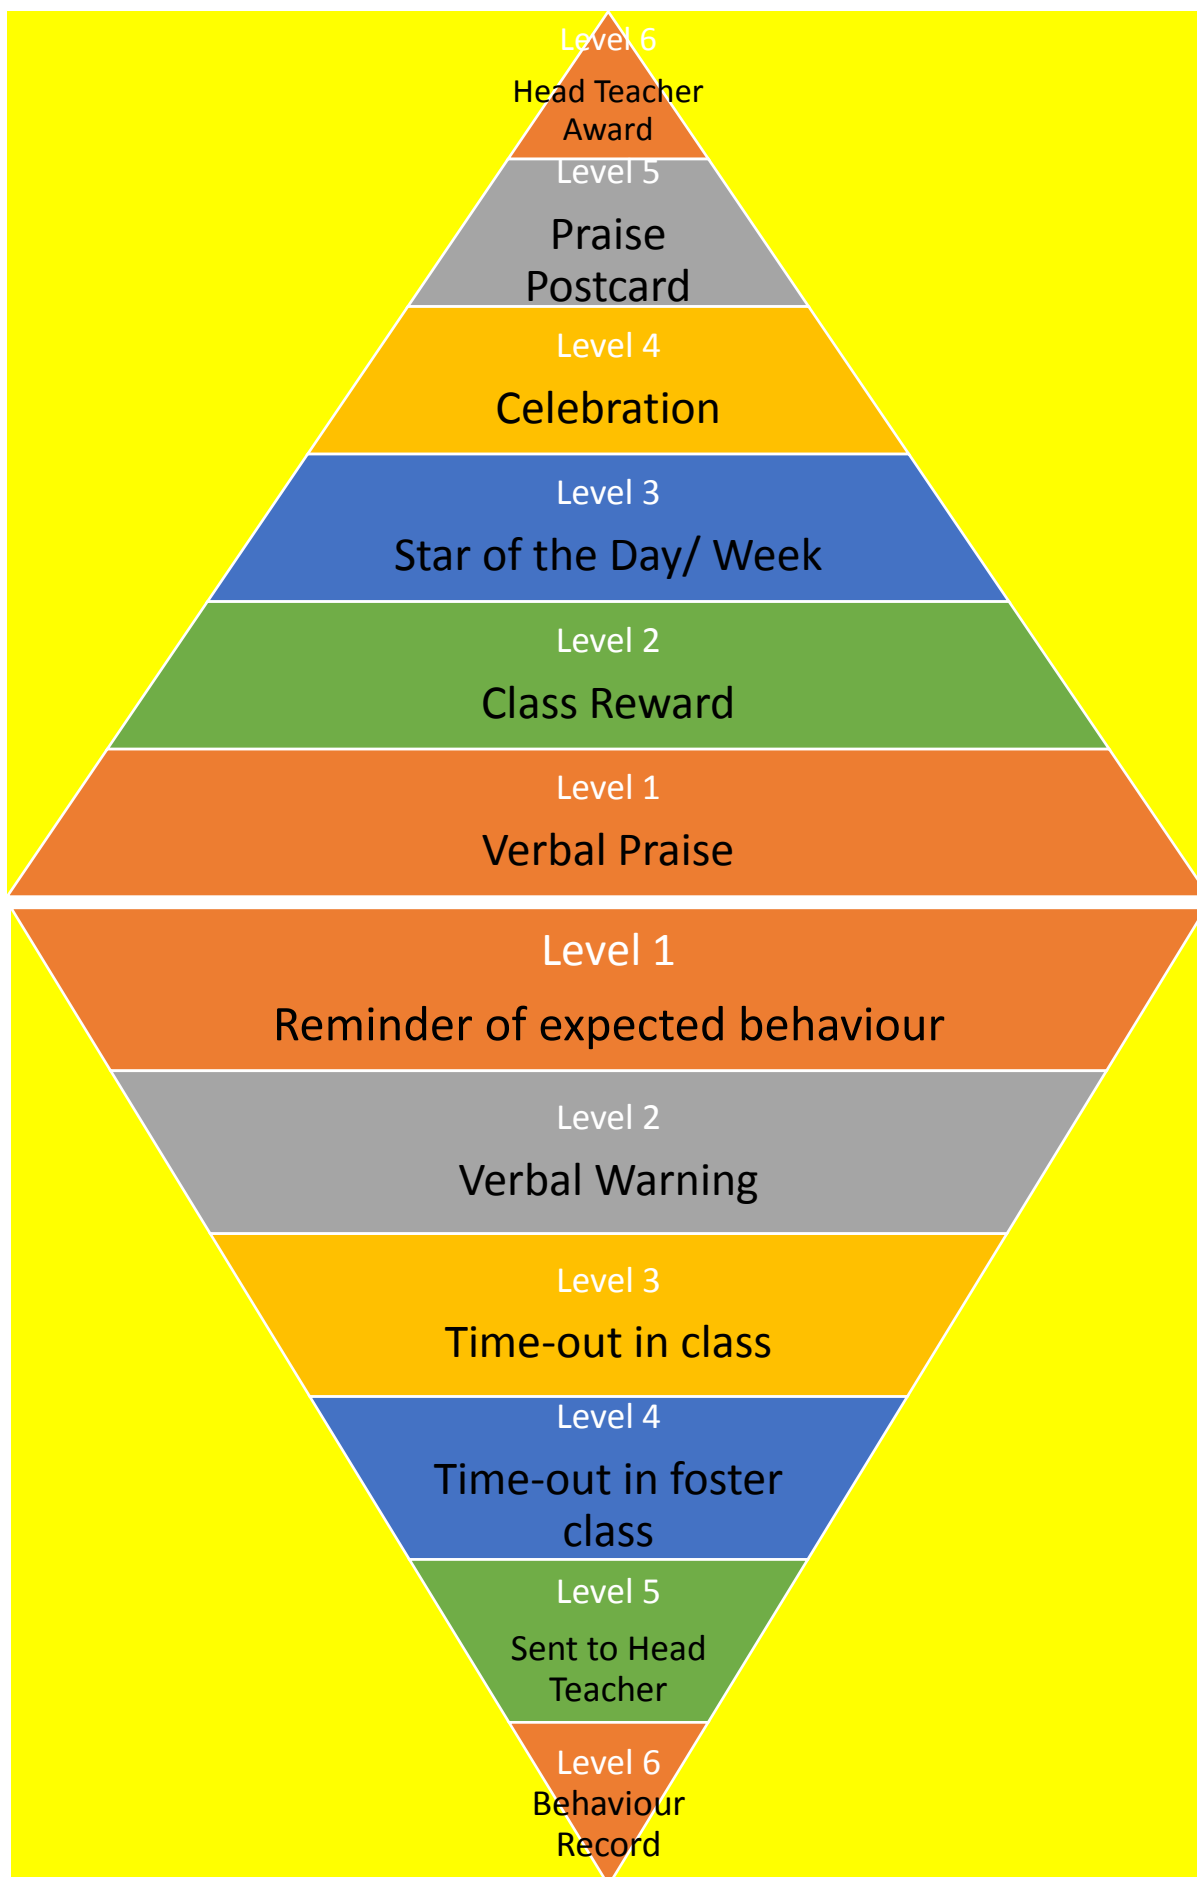 Level 6
Head Teacher
Award
Level 5
Praise
Postcard
Level 4
Celebration
Level 3
Star of the Day/ Week
Level 2
Class Reward
Level 1
Verbal Praise
Level 1
Reminder of expected behaviour
Level 2
Verbal Warning
Level 3
Time-out in class
Level 4
Time-out in foster
class
Level 5
Sent to Head
Teacher
Level 6
Behaviour
Record